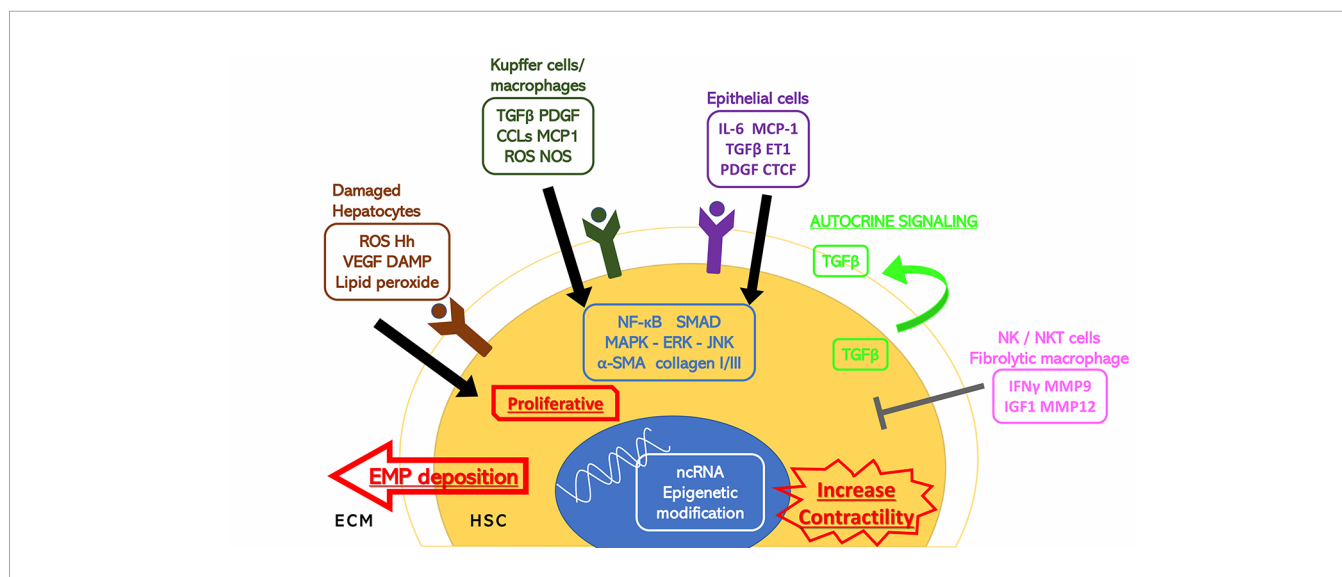 Kupffer cells/
macrophages
TGFβ PDGF
CCLs MCP1
ROS NOS
Epithelial cells
IL-6 MCP-1
TGFβ ET1
PDGF CTCF
Damaged
Hepatocytes
ROS Hh
VEGF DAMP
Lipid peroxide
AUTOCRINE SIGNALING
TGFβ
TGFβ
NF-κB SMAD
MAPK - ERK - JNK
α-SMA collagen I/III
NK / NKT cells
Fibrolytic macrophage
IFNγ MMP9
IGF1 MMP12
Proliferative
EMP deposition
ncRNA
Epigenetic
modification
Increase
Contractility
ECM
HSC